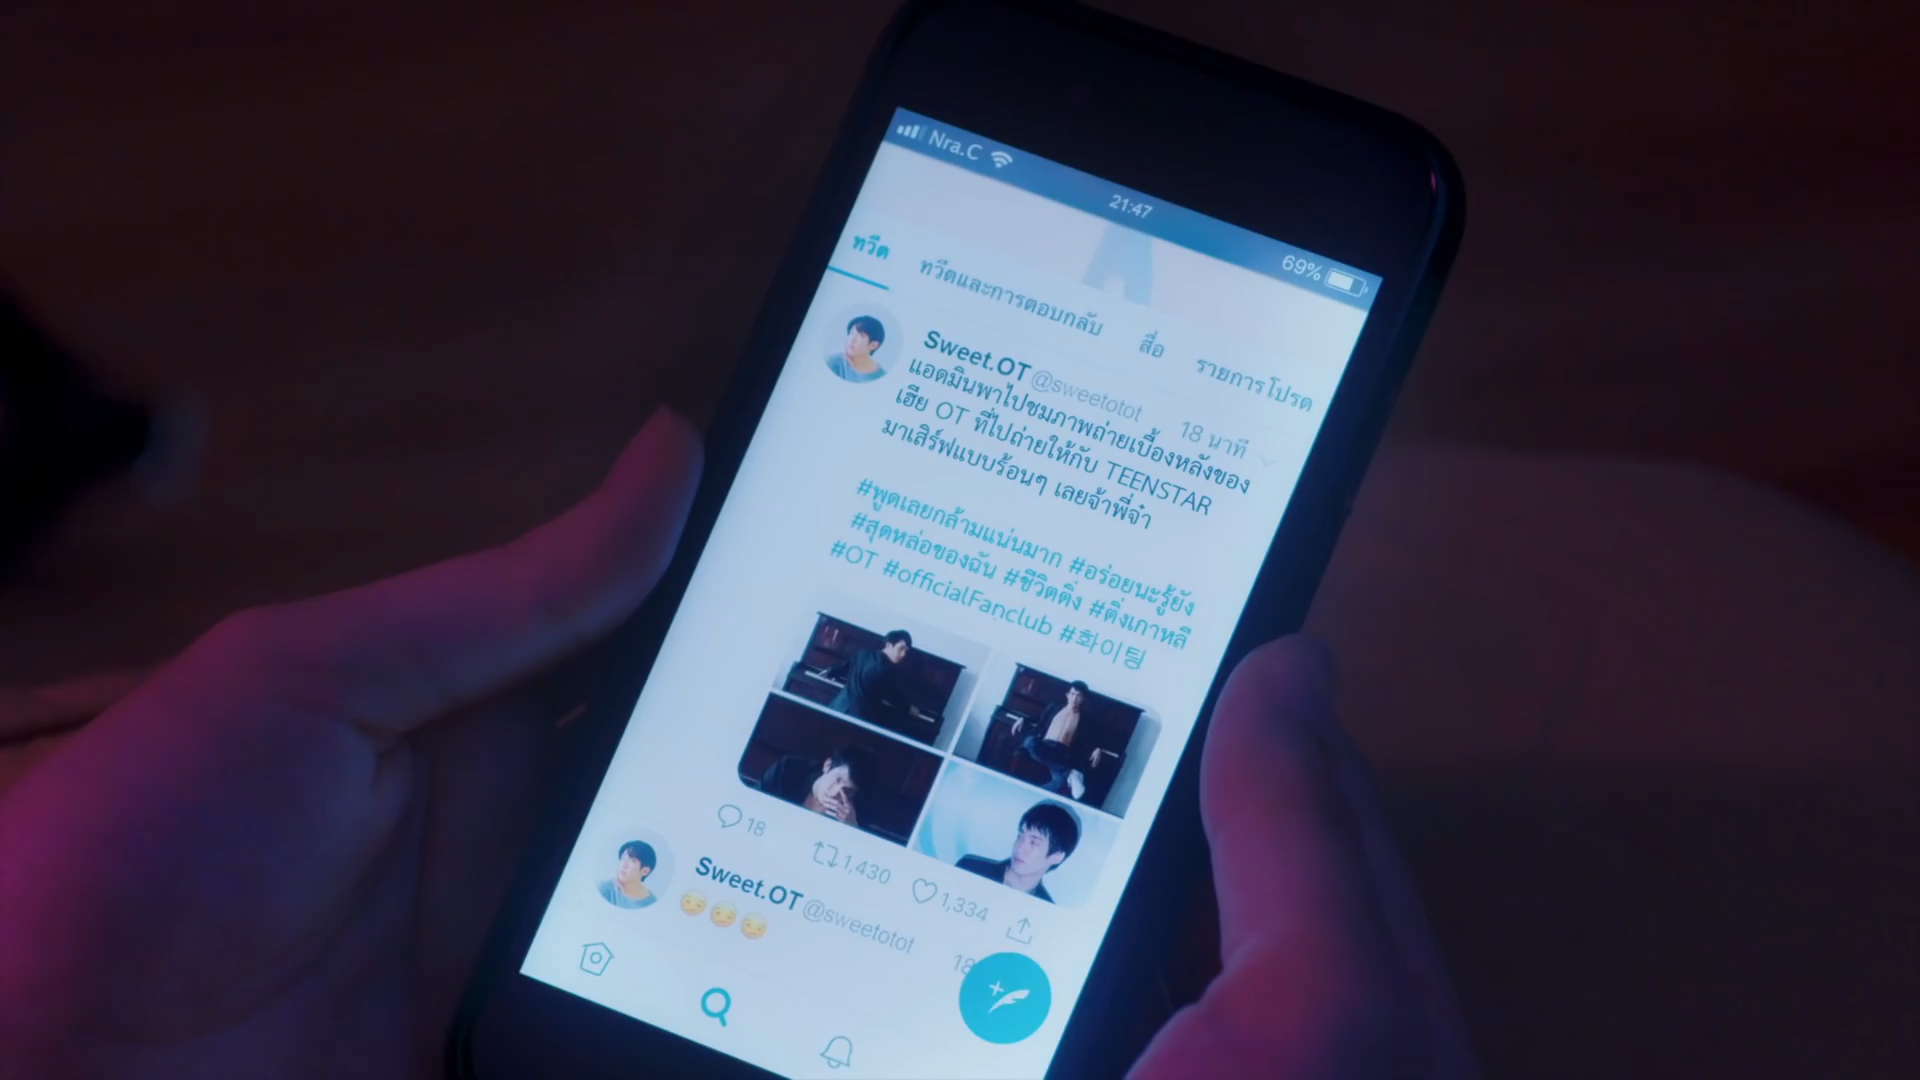 Nra.C
21:47
69%
ทวีต ทวีตและการตอบกลับ สื่อ รายการโปรด
Sweet.OT @sweetotot 18 นาที
แอดมินพาไปชมภาพถ่ายเบื้องหลังของ
เฮีย OT ที่ไปถ่ายให้กับ TEENSTAR
มาเสิร์ฟแบบร้อนๆ เลยจ้าพี่จ๋า
#พูดเลยกล้ามแน่นมาก #อร่อยนะรู้ยัง
#สุดหล่อของฉัน #ชีวิตติ่ง #ติ่งเกาหลี
#OT #officialFanclub #화이팅
18 1,430 1,334
Sweet.OT @sweetotot 18